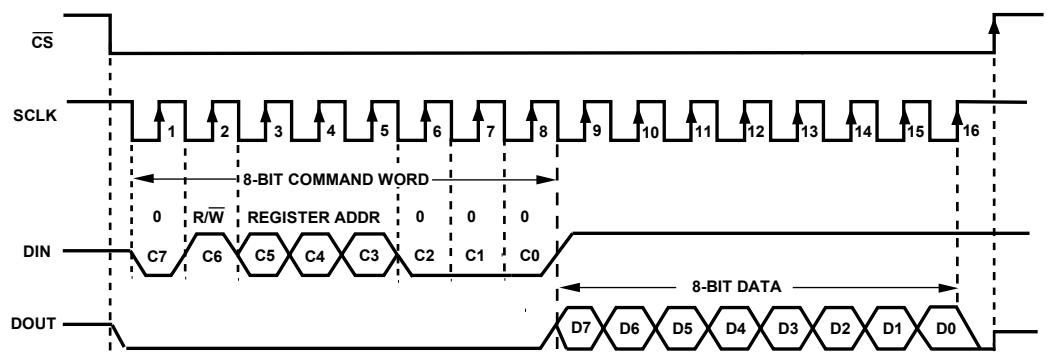 C̅S̅
SCLK
1 2 3 4 5 6 7 8 9 10 11 12 13 14 15 16
8-BIT COMMAND WORD
0 R/W̅ REGISTER ADDR 0 0 0
DIN C7 C6 C5 C4 C3 C2 C1 C0
8-BIT DATA
DOUT D7 D6 D5 D4 D3 D2 D1 D0